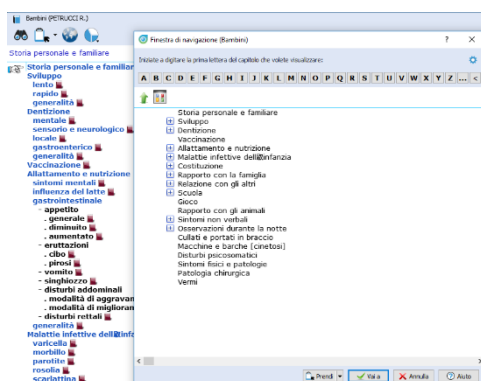 Bambini (PETRUCCI R.)
Storia personale e familiare
Storia personale e familiar
Sviluppo
lento
rapido
generalità
Dentizione
mentale
sensorio e neurologico
locale
gastroenterico
generalità
Vaccinazione
Allattamento e nutrizione
sintomi mentali
influenza del latte
gastrointestinale
- appetito
. generale
. diminuito
. aumentato
- eruttazioni
. cibo
. pirosi
- vomito
- singhiozzo
- disturbi addominali
. modalità di aggravan
. modalità di miglioran
- disturbi rettali
generalità
Malattie infettive dell infa
varicella
morbillo
parotite
rosolia
scarlattina
Finestra di navigazione (Bambini)
Iniziate a digitare la prima lettera del capitolo che volete visualizzare:
A B C D E F G H I J K L M N O P Q R S T U V W X Y Z ... <
Storia personale e familiare
Sviluppo
Dentizione
Vaccinazione
Allattamento e nutrizione
Malattie infettive dell infanzia
Costituzione
Rapporto con la famiglia
Relazione con gli altri
Scuola
Gioco
Rapporto con gli animali
Sintomi non verbali
Osservazioni durante la notte
Cullati e portati in braccio
Macchine e barche [cinetosi]
Disturbi psicosomatici
Sintomi fisici e patologie
Patologia chirurgica
Vermi
Prendi
Vai a
Annulla
Aiuto